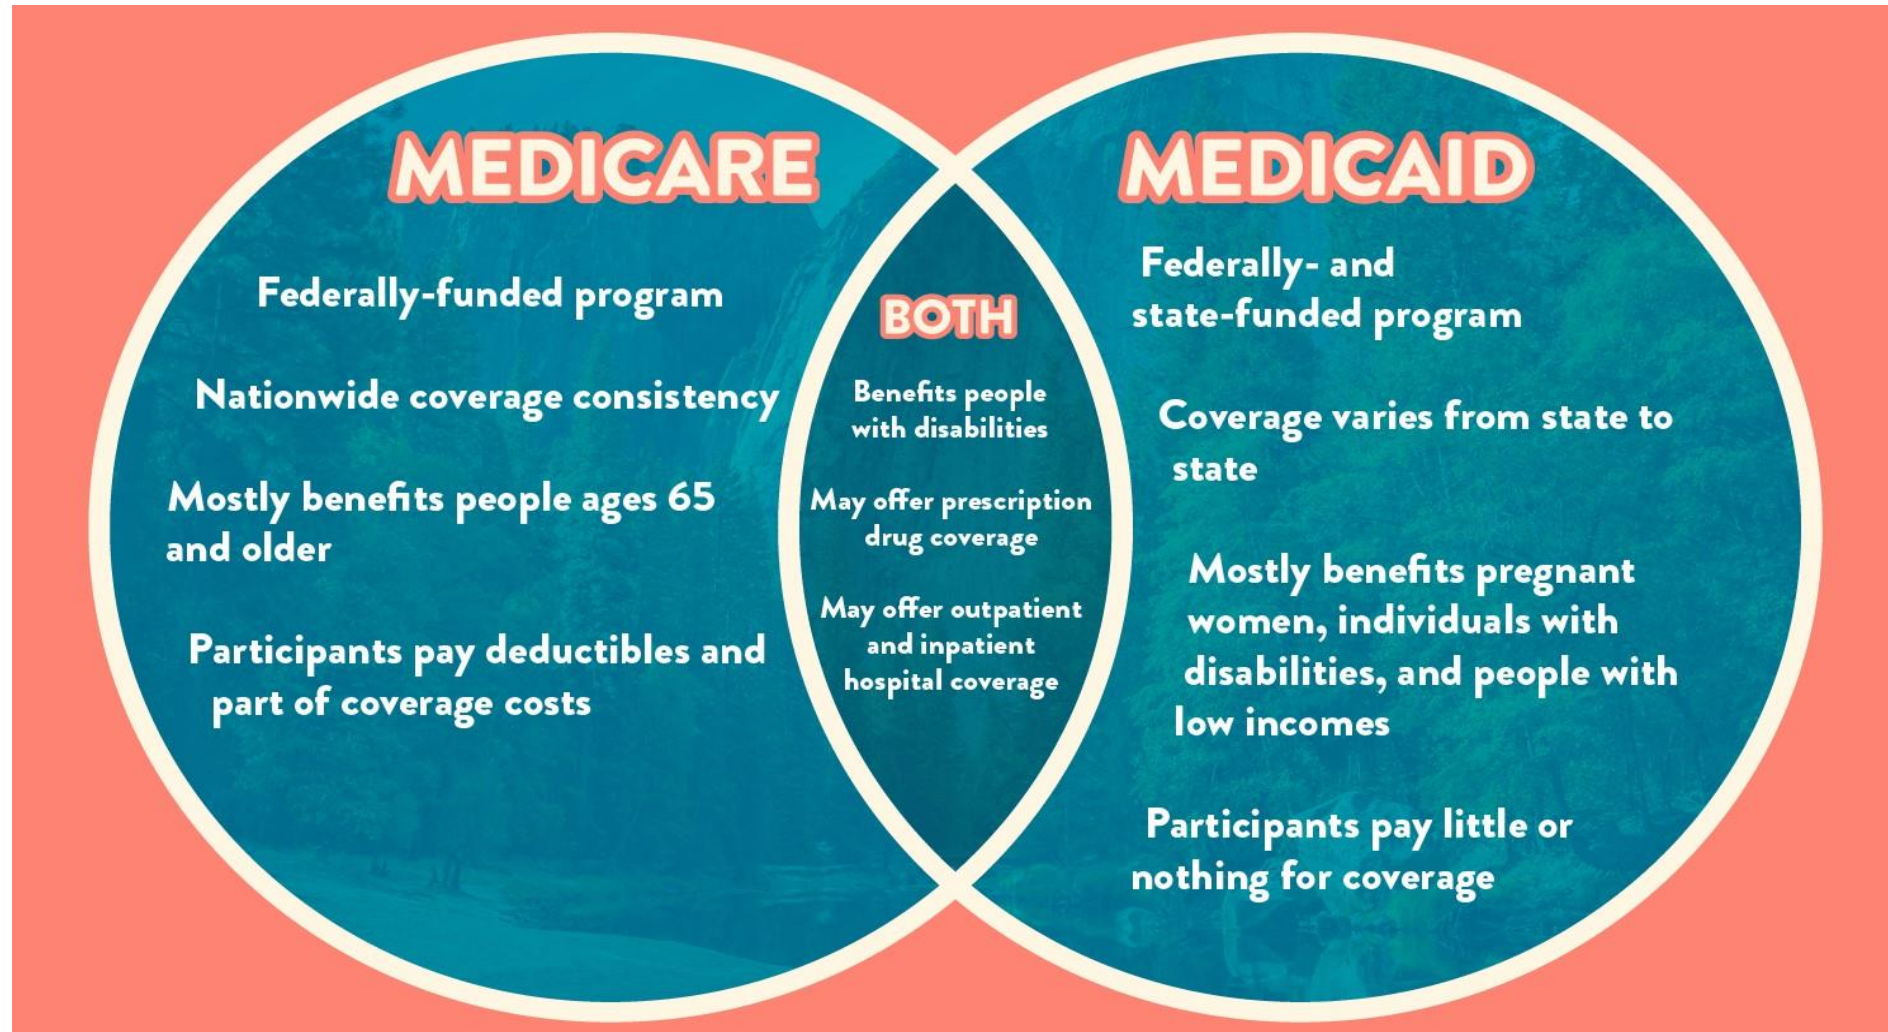 MEDICARE
Federally-funded program
Nationwide coverage consistency
Mostly benefits people ages 65
and older
Participants pay deductibles and
part of coverage costs
BOTH
Benefits people
with disabilities
May offer prescription
drug coverage
May offer outpatient
and inpatient
hospital coverage
MEDICAID
Federally- and
state-funded program
Coverage varies from state to
state
Mostly benefits pregnant
women, individuals with
disabilities, and people with
low incomes
Participants pay little or
nothing for coverage